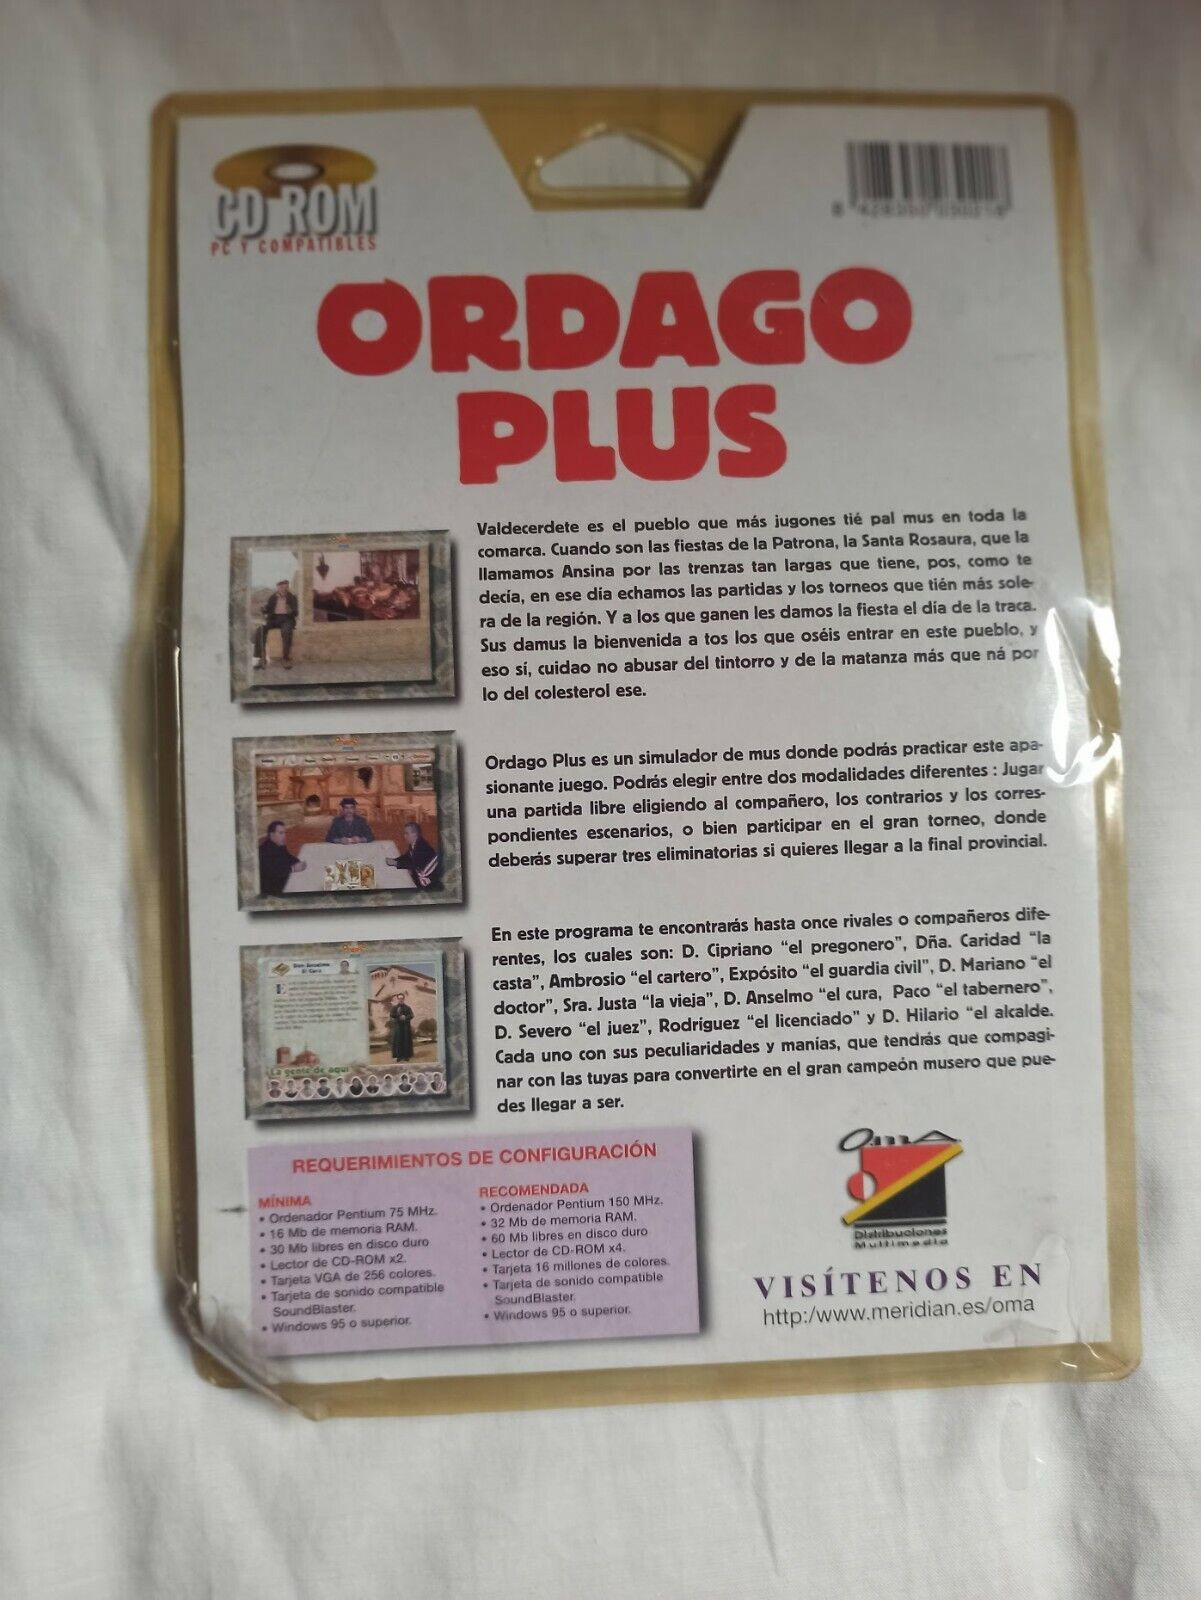 CD ROM
PC Y COMPATIBLES
ORDAGO
PLUS
Valdecerdete es el pueblo que más jugones tié pal mus en toda la
comarca. Cuando son las fiestas de la Patrona, la Santa Rosaura, que la
llamamos Ansina por las trenzas tan largas que tiene, pos, como te
decía, en ese día echamos las partidas y los torneos que tién más sole-
ra de la región. Y a los que ganen les damos la fiesta el día de la traca.
Sus damus la bienvenida a tos los que oséis entrar en este pueblo, y
eso sí, cuidao no abusar del tintorro y de la matanza más que ná por
lo del colesterol ese.
Ordago Plus es un simulador de mus donde podrás practicar este apa-
sionante juego. Podrás elegir entre dos modalidades diferentes : Jugar
una partida libre eligiendo al compañero, los contrarios y los corres-
pondientes escenarios, o bien participar en el gran torneo, donde
deberás superar tres eliminatorias si quieres llegar a la final provincial.
En este programa te encontrarás hasta once rivales o compañeros dife-
rentes, los cuales son: D. Cipriano "el pregonero", Dña. Caridad "la
casta", Ambrosio "el cartero", Expósito "el guardia civil", D. Mariano "el
doctor", Sra. Justa "la vieja", D. Anselmo "el cura, Paco "el tabernero",
D. Severo "el juez", Rodríguez "el licenciado" y D. Hilario "el alcalde.
Cada uno con sus peculiaridades y manías, que tendrás que compagi-
nar con las tuyas para convertirte en el gran campeón musero que pue-
des llegar a ser.
Don Anselmo
El Cura
La gente de aquí
REQUERIMIENTOS DE CONFIGURACIÓN
MÍNIMA
• Ordenador Pentium 75 MHz.
• 16 Mb de memoria RAM.
• 30 Mb libres en disco duro
• Lector de CD-ROM x2.
• Tarjeta VGA de 256 colores.
• Tarjeta de sonido compatible
SoundBlaster.
• Windows 95 o superior.
RECOMENDADA
• Ordenador Pentium 150 MHz.
• 32 Mb de memoria RAM.
• 60 Mb libres en disco duro
• Lector de CD-ROM x4.
• Tarjeta 16 millones de colores.
• Tarjeta de sonido compatible
SoundBlaster.
• Windows 95 o superior.
OmA
Distribuciones
Multimedia
VISÍTENOS EN
http:/www.meridian.es/oma